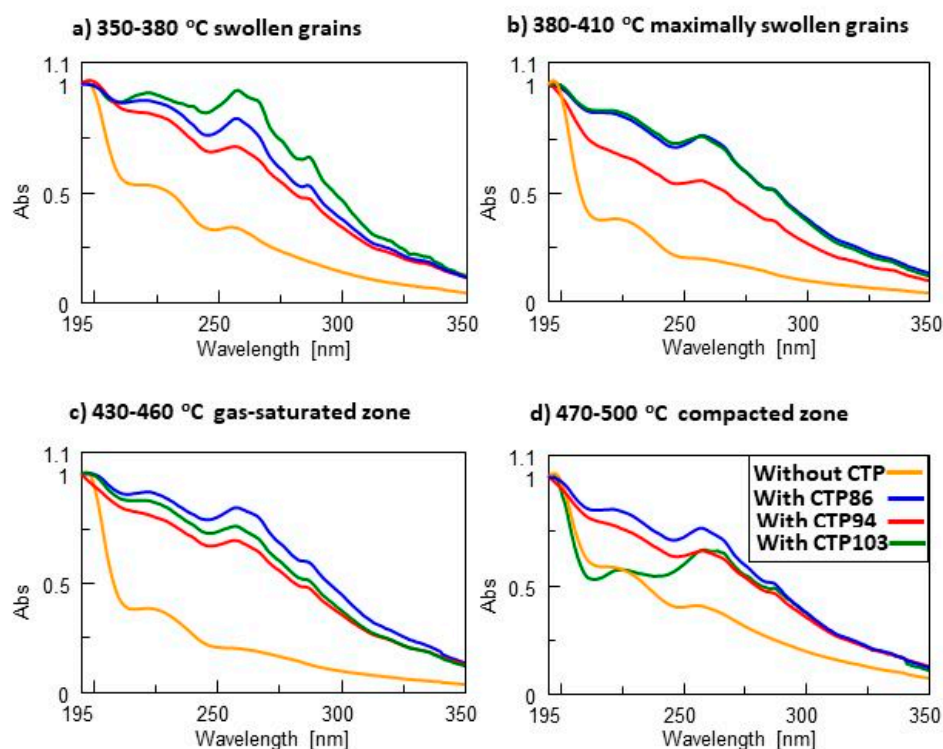 a) 350-380 °C swollen grains
1.1
1
0.5
0
Abs
195
250
300
350
Wavelength [nm]
b) 380-410 °C maximally swollen grains
1.1
1
0.5
0
Abs
195
250
300
350
Wavelength [nm]
c) 430-460 °C gas-saturated zone
1.1
1
0.5
0
Abs
195
250
300
350
Wavelength [nm]
d) 470-500 °C compacted zone
1.1
1
0.5
0
Abs
195
250
300
350
Wavelength [nm]
Without CTP
With CTP86
With CTP94
With CTP103